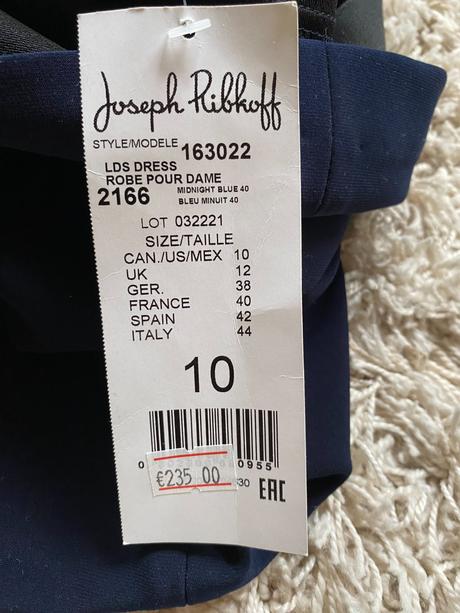 Joseph Ribkoff
STYLE/MODELE 163022
LDS DRESS
ROBE POUR DAME
2166 MIDNIGHT BLUE 40
BLEU MINUIT 40
LOT 032221
SIZE/TAILLE
CAN./US/MEX 10
UK 12
GER. 38
FRANCE 40
SPAIN 42
ITALY 44
10
0955
€235.00
30 EAC